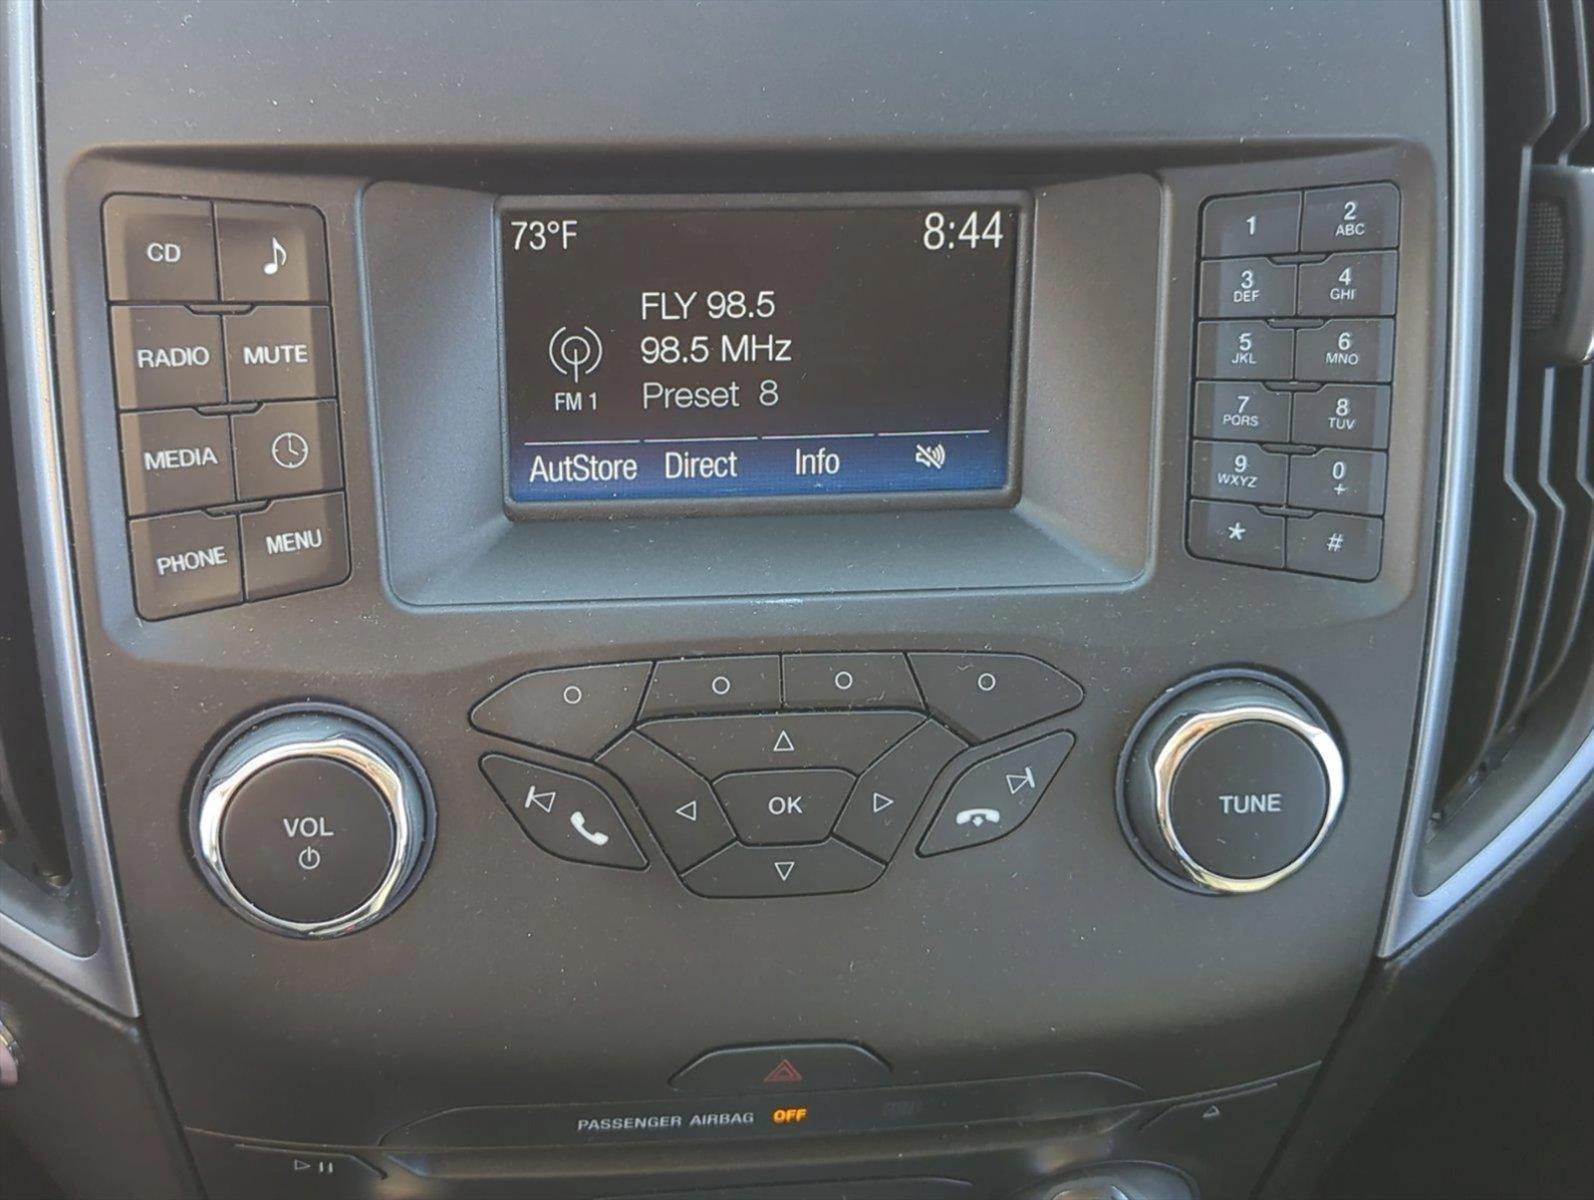 73°F
8:44
FLY 98.5
98.5 MHz
Preset 8
FM 1
AutStore Direct Info
CD
RADIO MUTE
MEDIA
PHONE MENU
1 2 ABC
3 DEF 4 GHI
5 JKL 6 MNO
7 PQRS 8 TUV
9 WXYZ 0 +
* #
VOL
OK
TUNE
PASSENGER AIRBAG OFF